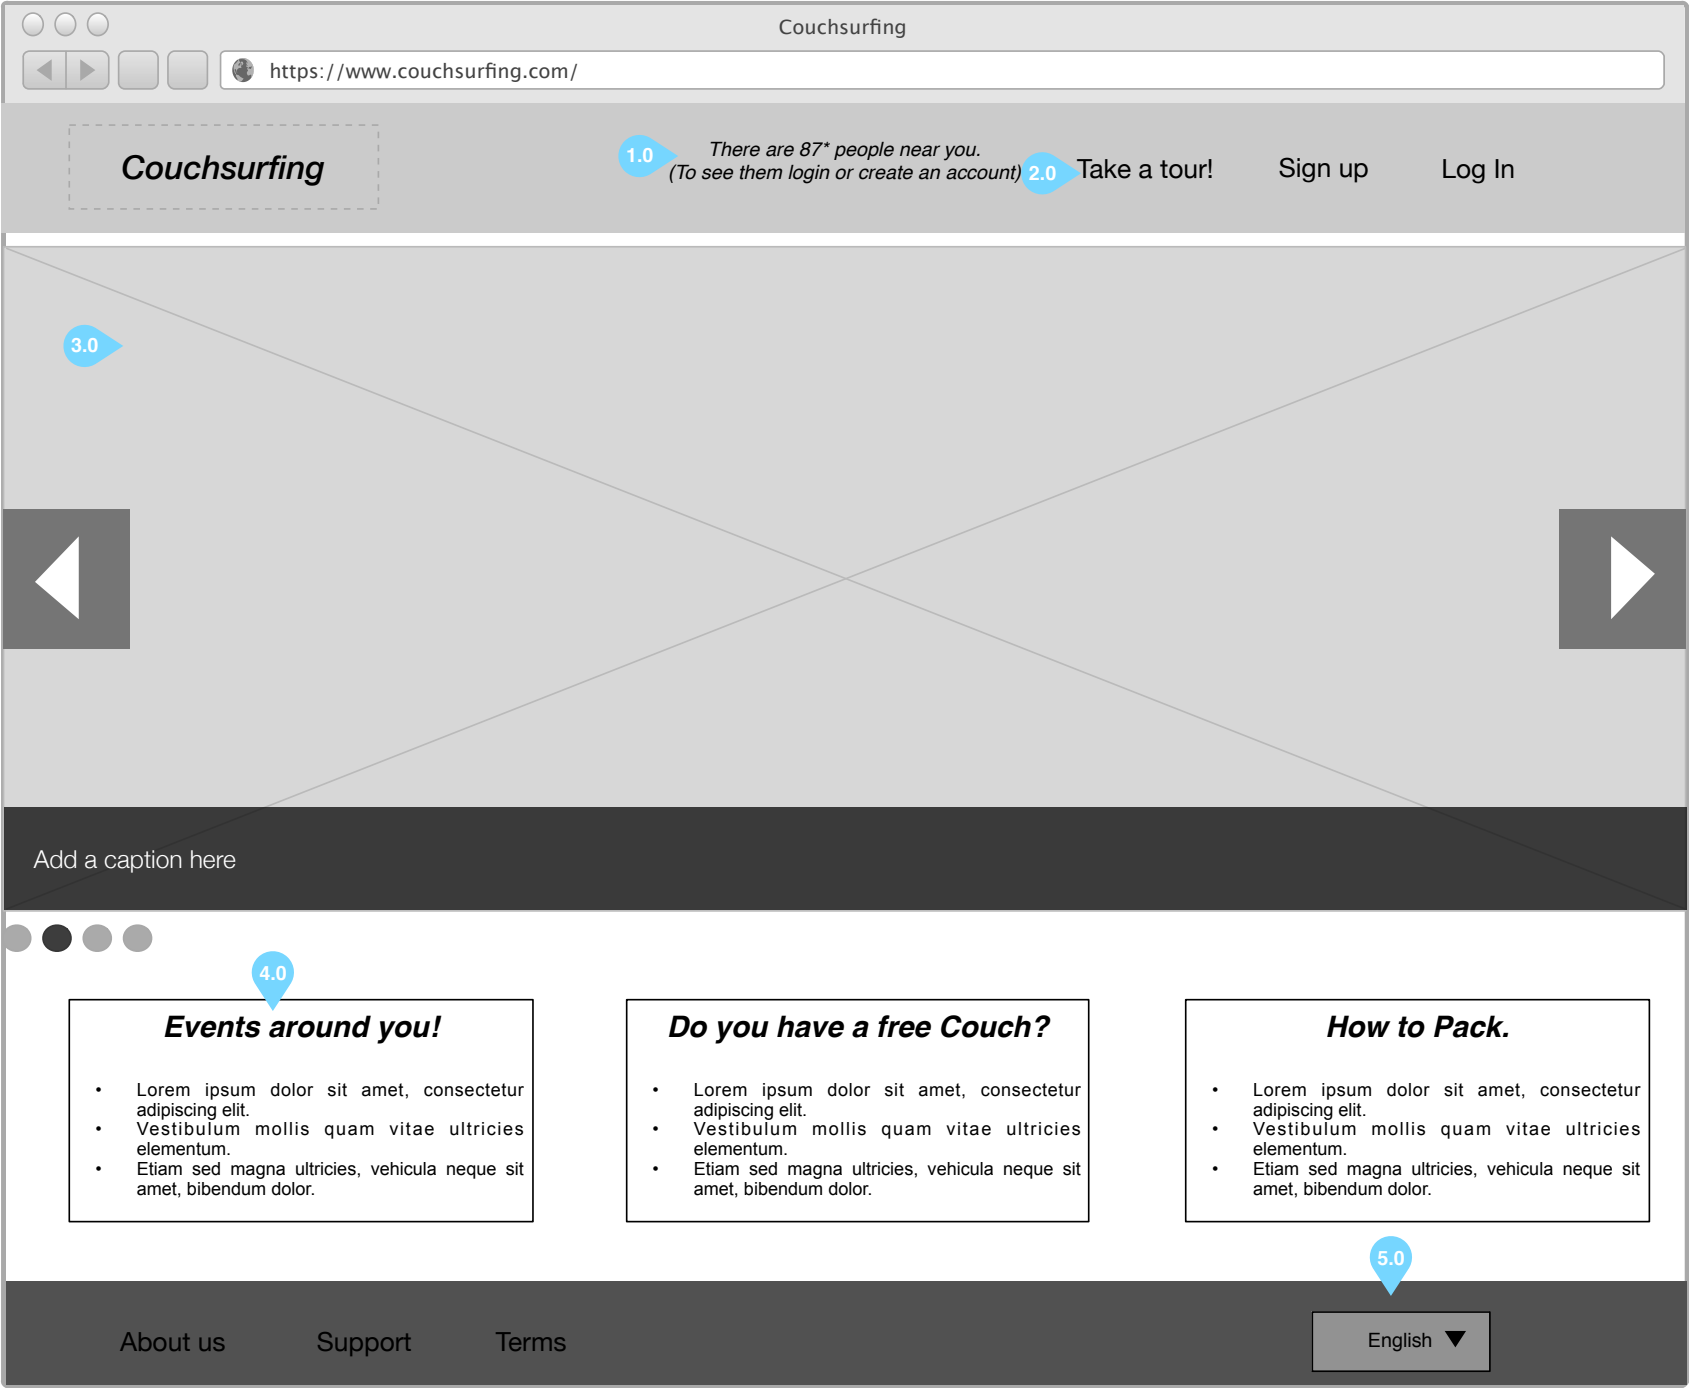 Couchsurfing
https://www.couchsurfing.com/
Couchsurfing
1.0
There are 87* people near you.
(To see them login or create an account)
2.0
Take a tour!
Sign up
Log In
3.0
Add a caption here
4.0
Events around you!
• Lorem ipsum dolor sit amet, consectetur
adipiscing elit.
• Vestibulum mollis quam vitae ultricies
elementum.
• Etiam sed magna ultricies, vehicula neque sit
amet, bibendum dolor.
Do you have a free Couch?
• Lorem ipsum dolor sit amet, consectetur
adipiscing elit.
• Vestibulum mollis quam vitae ultricies
elementum.
• Etiam sed magna ultricies, vehicula neque sit
amet, bibendum dolor.
How to Pack.
• Lorem ipsum dolor sit amet, consectetur
adipiscing elit.
• Vestibulum mollis quam vitae ultricies
elementum.
• Etiam sed magna ultricies, vehicula neque sit
amet, bibendum dolor.
5.0
About us
Support
Terms
English